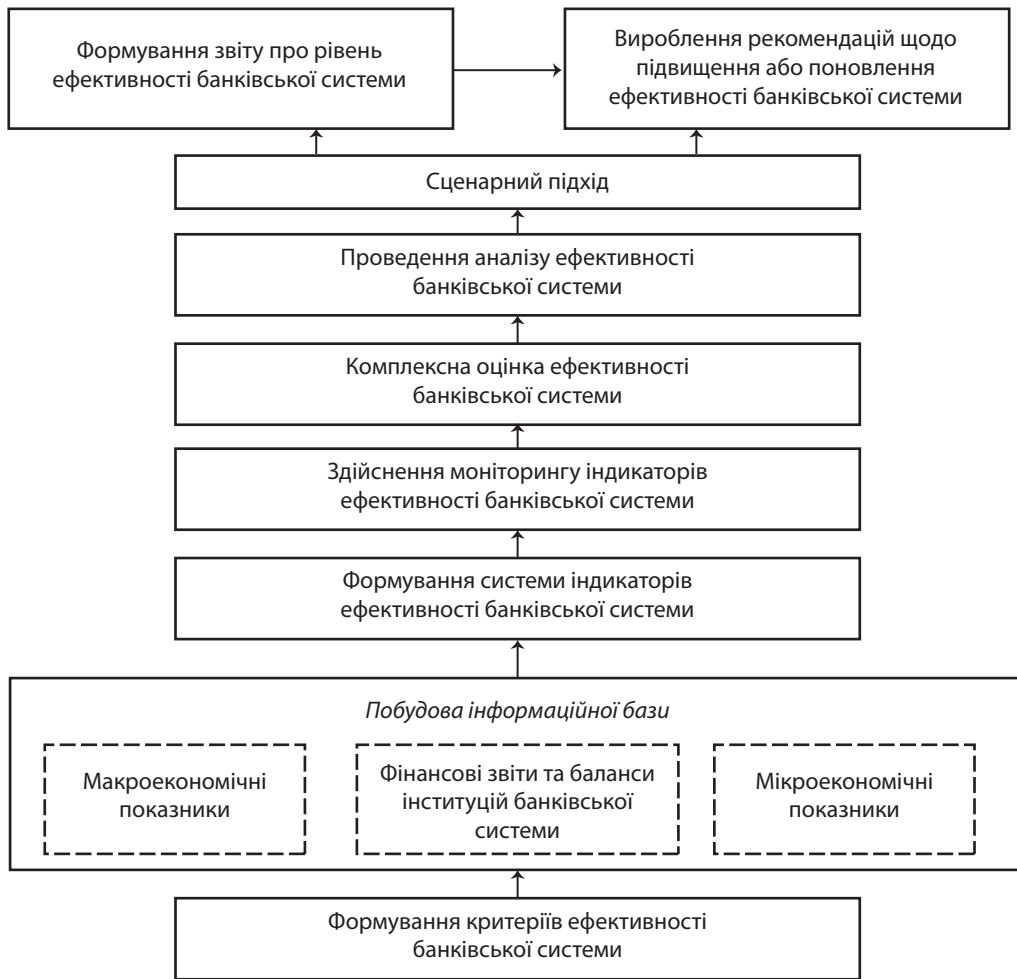 Формування звіту про рівень
ефективності банківської системи
Вироблення рекомендацій щодо
підвищення або поновлення
ефективності банківської системи
Сценарний підхід
Проведення аналізу ефективності
банківської системи
Комплексна оцінка ефективності
банківської системи
Здійснення моніторингу індикаторів
ефективності банківської системи
Формування системи індикаторів
ефективності банківської системи
Побудова інформаційної бази
Макроекономічні
показники
Фінансові звіти та баланси
інституцій банківської
системи
Мікроекономічні
показники
Формування критеріїв ефективності
банківської системи